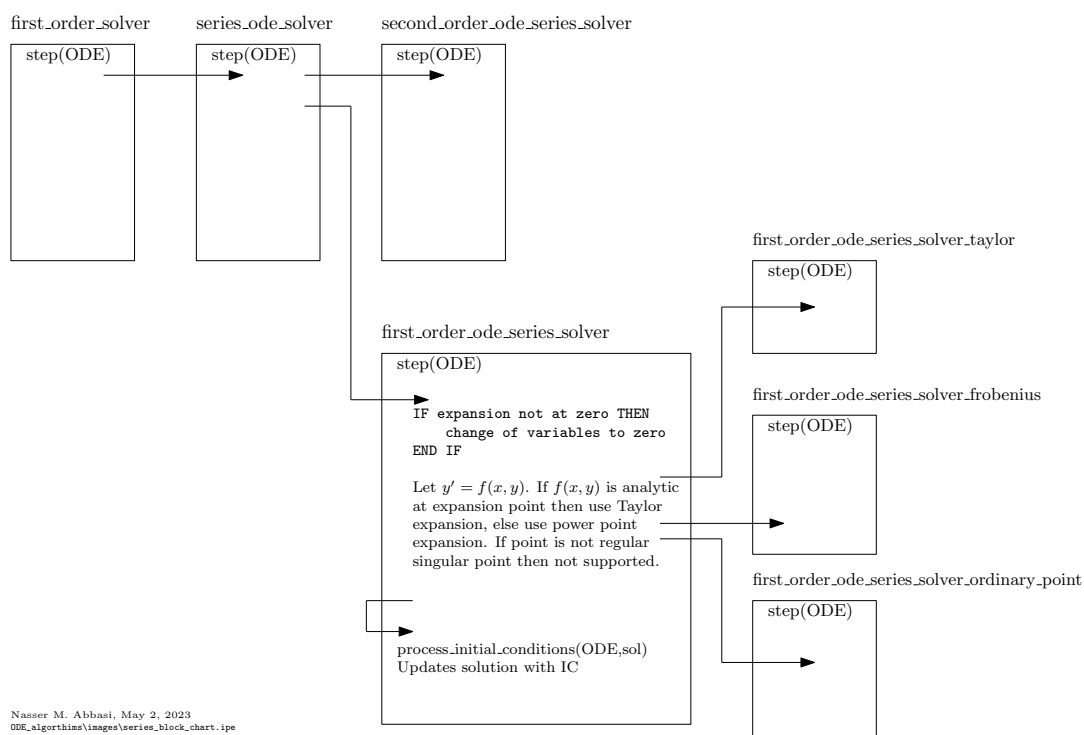 first_order_solver
series_ode_solver
second_order_ode_series_solver
step(ODE)
step(ODE)
step(ODE)
first_order_ode_series_solver_taylor
step(ODE)
first_order_ode_series_solver
step(ODE)
IF expansion not at zero THEN
change of variables to zero
END IF
Let y′ = f(x, y). If f(x, y) is analytic
at expansion point then use Taylor
expansion, else use power point
expansion. If point is not regular
singular point then not supported.
process_initial_conditions(ODE,sol)
Updates solution with IC
first_order_ode_series_solver_frobenius
step(ODE)
first_order_ode_series_solver_ordinary_point
step(ODE)
Nasser M. Abbasi, May 2, 2023
ODE_algorthims\images\series_block_chart.ipe